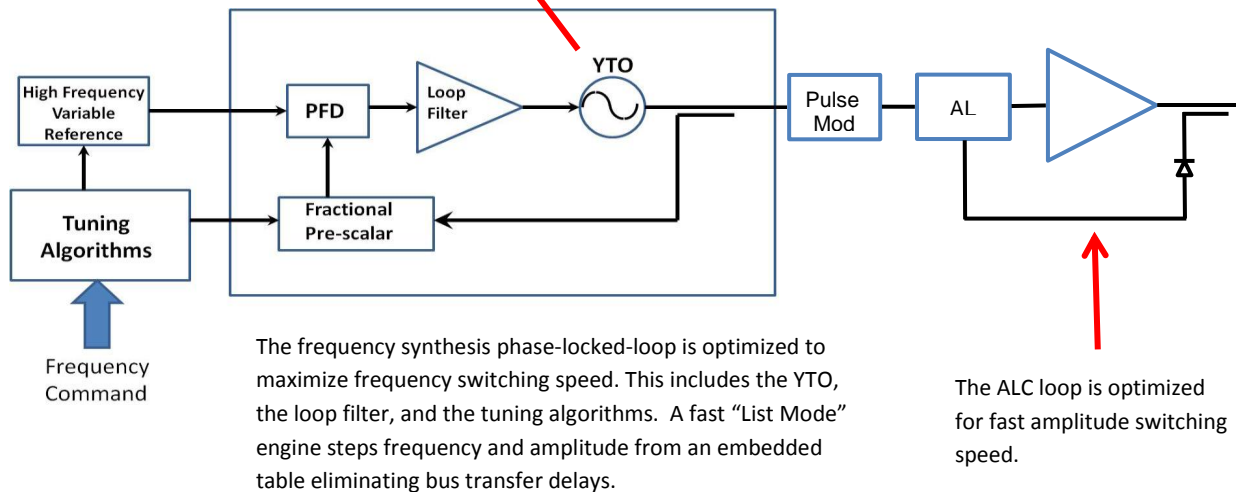 High Frequency
Variable
Reference
Tuning
Algorithms
Frequency
Command
PFD
Loop
Filter
YTO
Fractional
Pre-scalar
Pulse
Mod
AL
The frequency synthesis phase-locked-loop is optimized to
maximize frequency switching speed. This includes the YTO,
the loop filter, and the tuning algorithms. A fast “List Mode”
engine steps frequency and amplitude from an embedded
table eliminating bus transfer delays.
The ALC loop is optimized
for fast amplitude switching
speed.